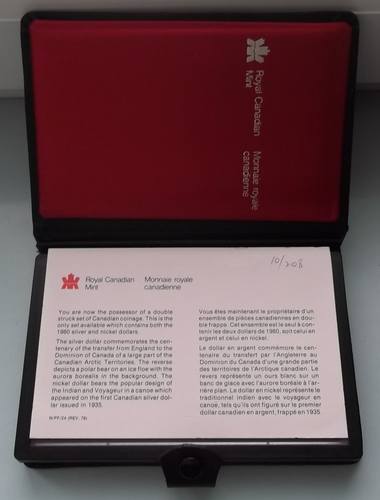 Royal Canadian Monnaie royale
Mint canadienne
10/208
Royal Canadian Monnaie royale
Mint canadienne
You are now the possessor of a double
struck set of Canadian coinage. This is the
only set available which contains both the
1980 silver and nickel dollars.
The silver dollar commemorates the cen-
tenary of the transfer from England to the
Dominion of Canada of a large part of the
Canadian Arctic Territories. The reverse
depicts a polar bear on an ice floe with the
aurora borealis in the background. The
nickel dollar bears the popular design of
the Indian and Voyageur in a canoe which
appeared on the first Canadian silver dol-
lar issued in 1935.
N/PF/24 (REV. 79)
Vous êtes maintenant le propriétaire d'un
ensemble de pièces canadiennes en dou-
ble frappe. Cet ensemble est le seul à con-
tenir les deux dollars de 1980, soit celui en
argent et celui en nickel.
Le dollar en argent commémore le cen-
tenaire du transfert par l'Angleterre au
Dominion du Canada d'une grande partie
des territoires de l'Arctique canadien. Le
revers représente un ours blanc sur un
banc de glace avec l'aurore boréale à l'ar-
rière plan. Le dollar en nickel représente le
traditionnel indien avec le voyageur en
canoe, tels qu'ils ont figuré sur le premier
dollar canadien en argent, frappé en 1935.